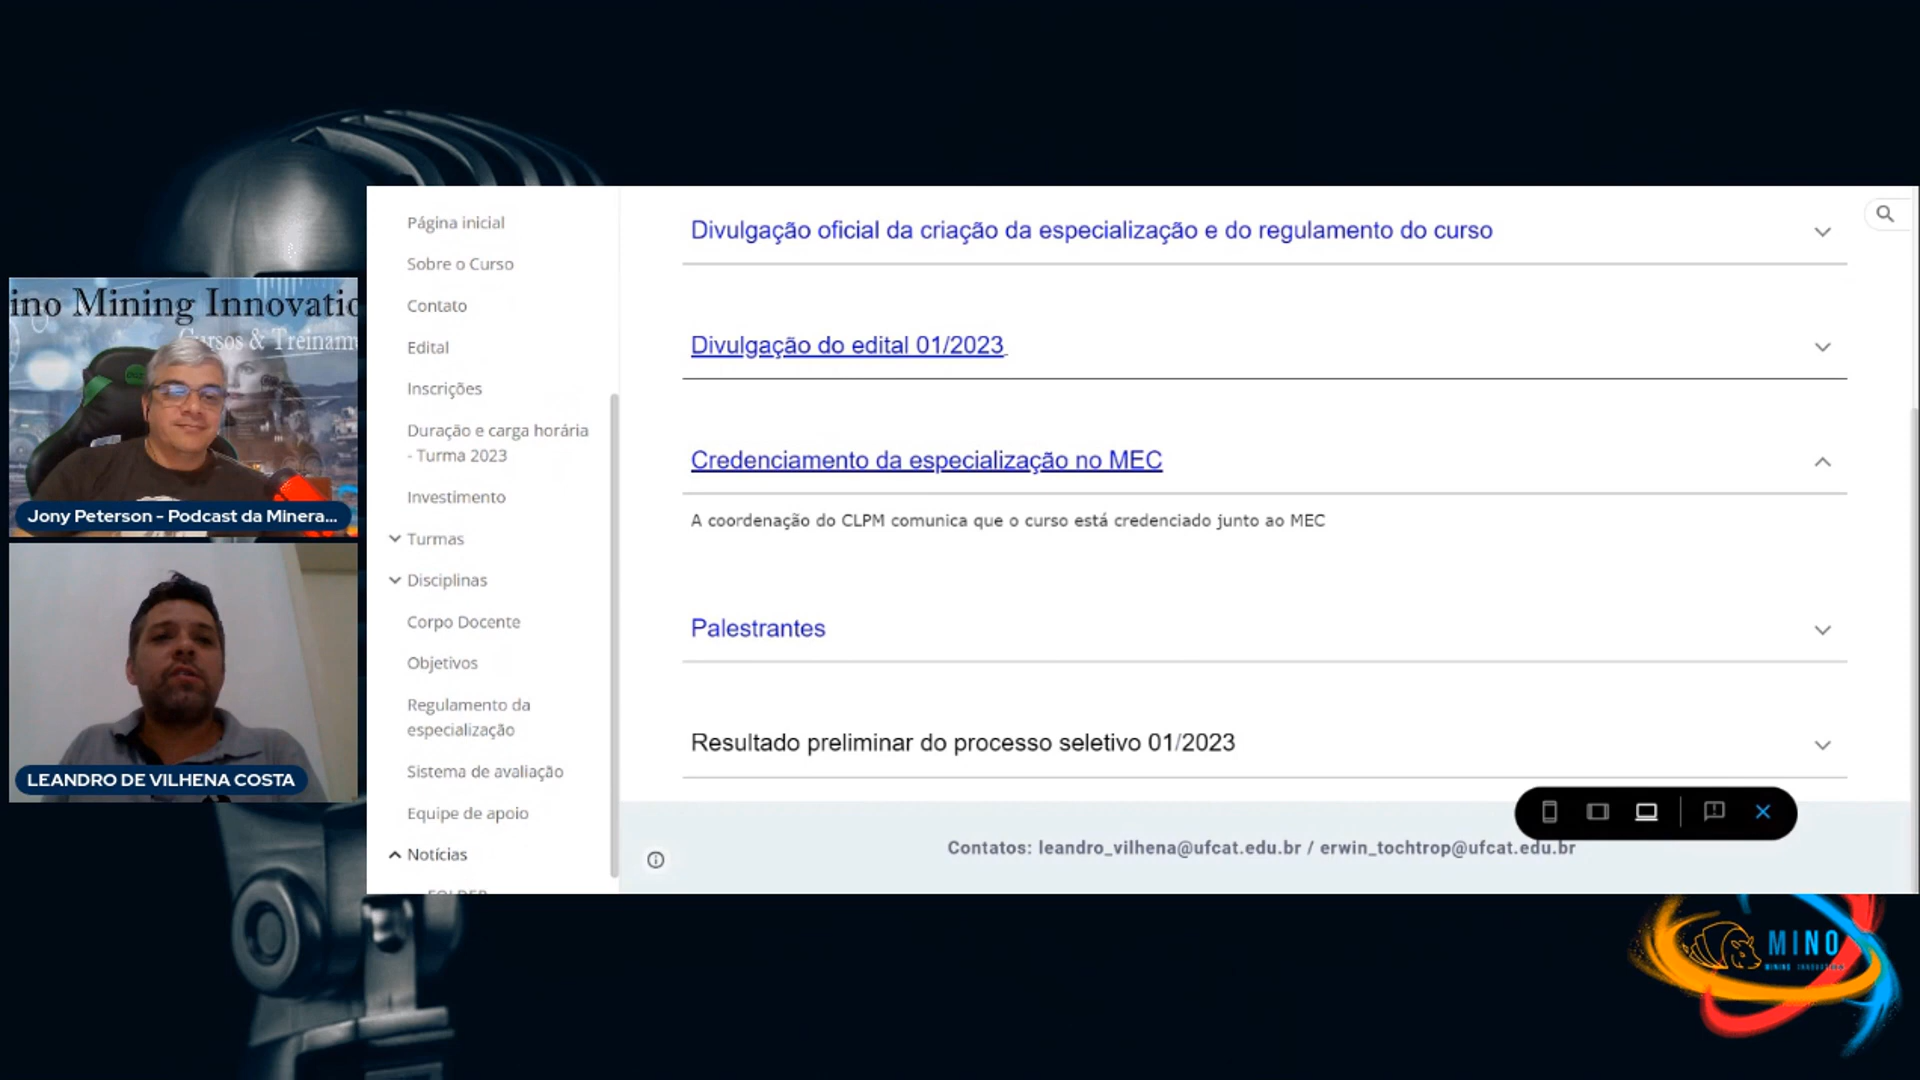 ino Mining Innovatio
Cursos & Treinam
Jony Peterson - Podcast da Minera...
LEANDRO DE VILHENA COSTA
Página inicial
Sobre o Curso
Contato
Edital
Inscrições
Duração e carga horária
- Turma 2023
Investimento
Turmas
Disciplinas
Corpo Docente
Objetivos
Regulamento da
especialização
Sistema de avaliação
Equipe de apoio
Notícias
FOLDER
Divulgação oficial da criação da especialização e do regulamento do curso
Divulgação do edital 01/2023
Credenciamento da especialização no MEC
A coordenação do CLPM comunica que o curso está credenciado junto ao MEC
Palestrantes
Resultado preliminar do processo seletivo 01/2023
Contatos: leandro_vilhena@ufcat.edu.br / erwin_tochtrop@ufcat.edu.br
MINO
MINING INNOVATION